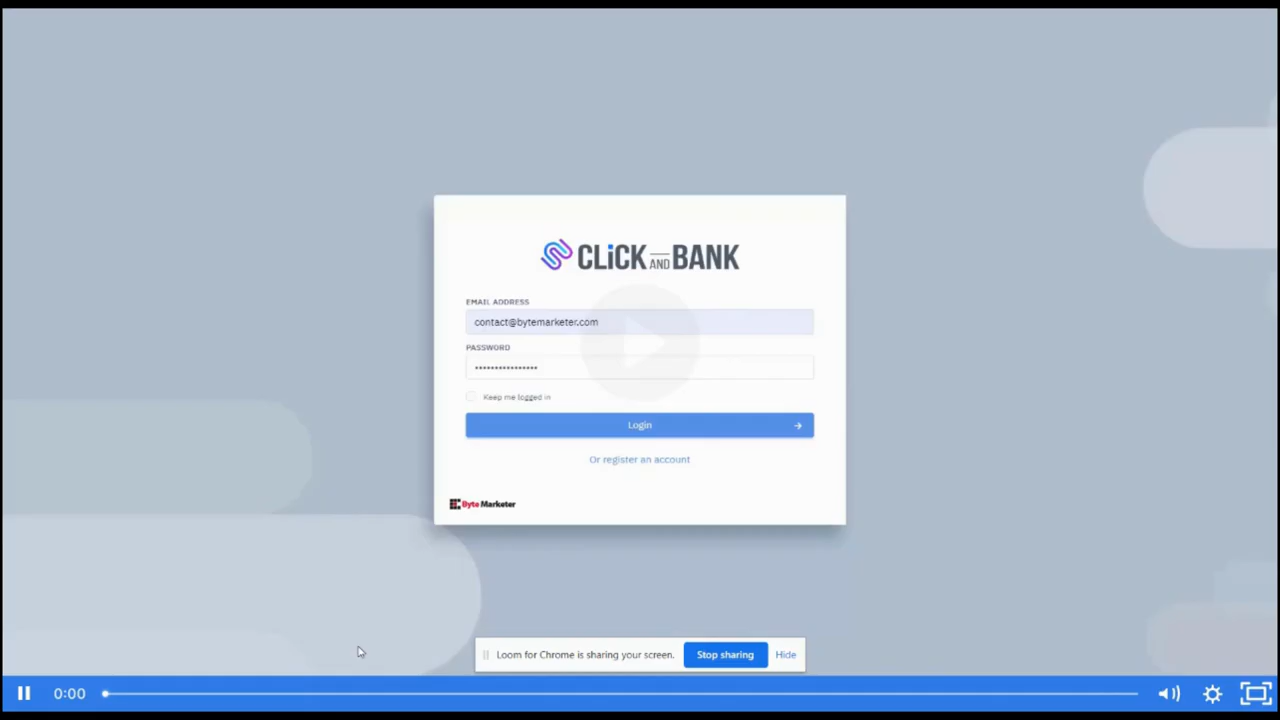 CLiCK AND BANK
EMAIL ADDRESS
contact@bytemarketer.com
PASSWORD
••••••••••••••••
Keep me logged in
Login
Or register an account
Byte Marketer
Loom for Chrome is sharing your screen. Stop sharing Hide
0:00